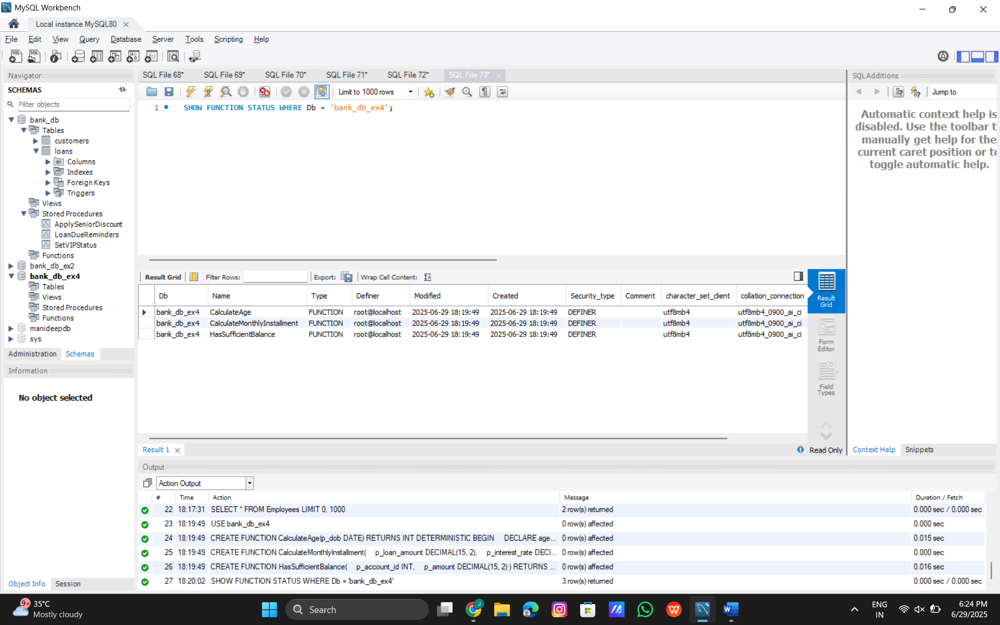 MySQL Workbench
Local instance MySQL80
File Edit View Query Database Server Tools Scripting Help
Navigator
SCHEMAS
Filter objects
bank_db
Tables
customers
loans
Columns
Indexes
Foreign Keys
Triggers
Views
Stored Procedures
ApplySeniorDiscount
LoanDueReminders
SetVIPStatus
Functions
bank_db_ex2
bank_db_ex4
Tables
Views
Stored Procedures
Functions
manideepdb
sys
Administration Schemas
Information
No object selected
Object Info Session
SQL File 68* SQL File 69* SQL File 70* SQL File 71* SQL File 72* SQL File 73*
Limit to 1000 rows
1 SHOW FUNCTION STATUS WHERE Db = 'bank_db_ex4';
Result Grid Filter Rows: Export: Wrap Cell Content:
Db Name Type Definer Modified Created Security_type Comment character_set_client collation_connection
bank_db_ex4 CalculateAge FUNCTION root@localhost 2025-06-29 18:19:49 2025-06-29 18:19:49 DEFINER utf8mb4 utf8mb4_0900_ai_ci
bank_db_ex4 CalculateMonthlyInstallment FUNCTION root@localhost 2025-06-29 18:19:49 2025-06-29 18:19:49 DEFINER utf8mb4 utf8mb4_0900_ai_ci
bank_db_ex4 HasSufficientBalance FUNCTION root@localhost 2025-06-29 18:19:49 2025-06-29 18:19:49 DEFINER utf8mb4 utf8mb4_0900_ai_ci
Result
Grid
Form
Editor
Field
Types
Result 1
Read Only
SQLAdditions
Jump to
Automatic context help is
disabled. Use the toolbar t
manually get help for the
current caret position or to
toggle automatic help.
Context Help Snippets
Output
Action Output
# Time Action Message Duration / Fetch
22 18:17:31 SELECT * FROM Employees LIMIT 0, 1000 2 row(s) returned 0.000 sec / 0.000 sec
23 18:19:49 USE bank_db_ex4 0 row(s) affected 0.000 sec
24 18:19:49 CREATE FUNCTION CalculateAge(p_dob DATE) RETURNS INT DETERMINISTIC BEGIN DECLARE age... 0 row(s) affected 0.015 sec
25 18:19:49 CREATE FUNCTION CalculateMonthlyInstallment( p_loan_amount DECIMAL(15, 2), p_interest_rate DECI... 0 row(s) affected 0.000 sec
26 18:19:49 CREATE FUNCTION HasSufficientBalance( p_account_id INT, p_amount DECIMAL(15, 2) ) RETURNS ... 0 row(s) affected 0.016 sec
27 18:20:02 SHOW FUNCTION STATUS WHERE Db = 'bank_db_ex4' 3 row(s) returned 0.000 sec / 0.000 sec
9+
35°C
Mostly cloudy
Search
J
ENG
IN
6:24 PM
6/29/2025